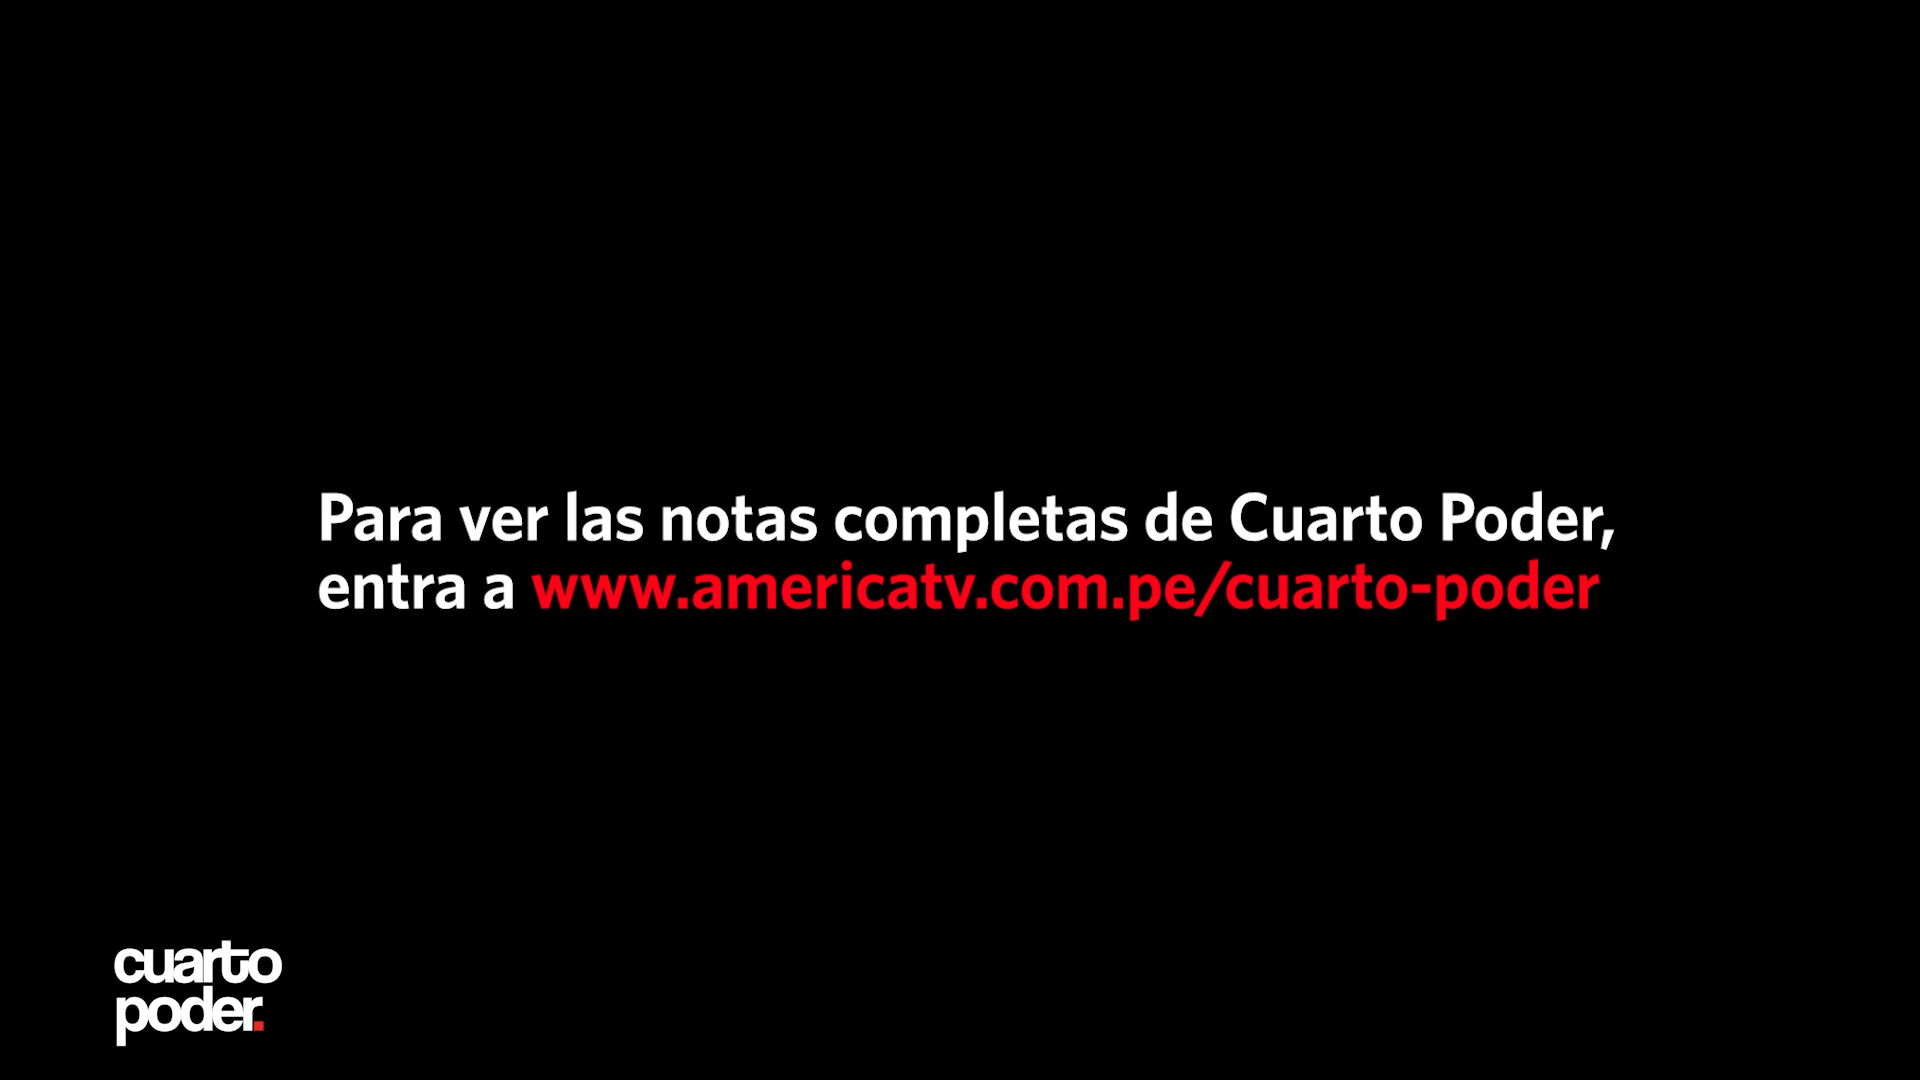 Para ver las notas completas de Cuarto Poder,
entra a www.americatv.com.pe/cuarto-poder
cuarto
poder.